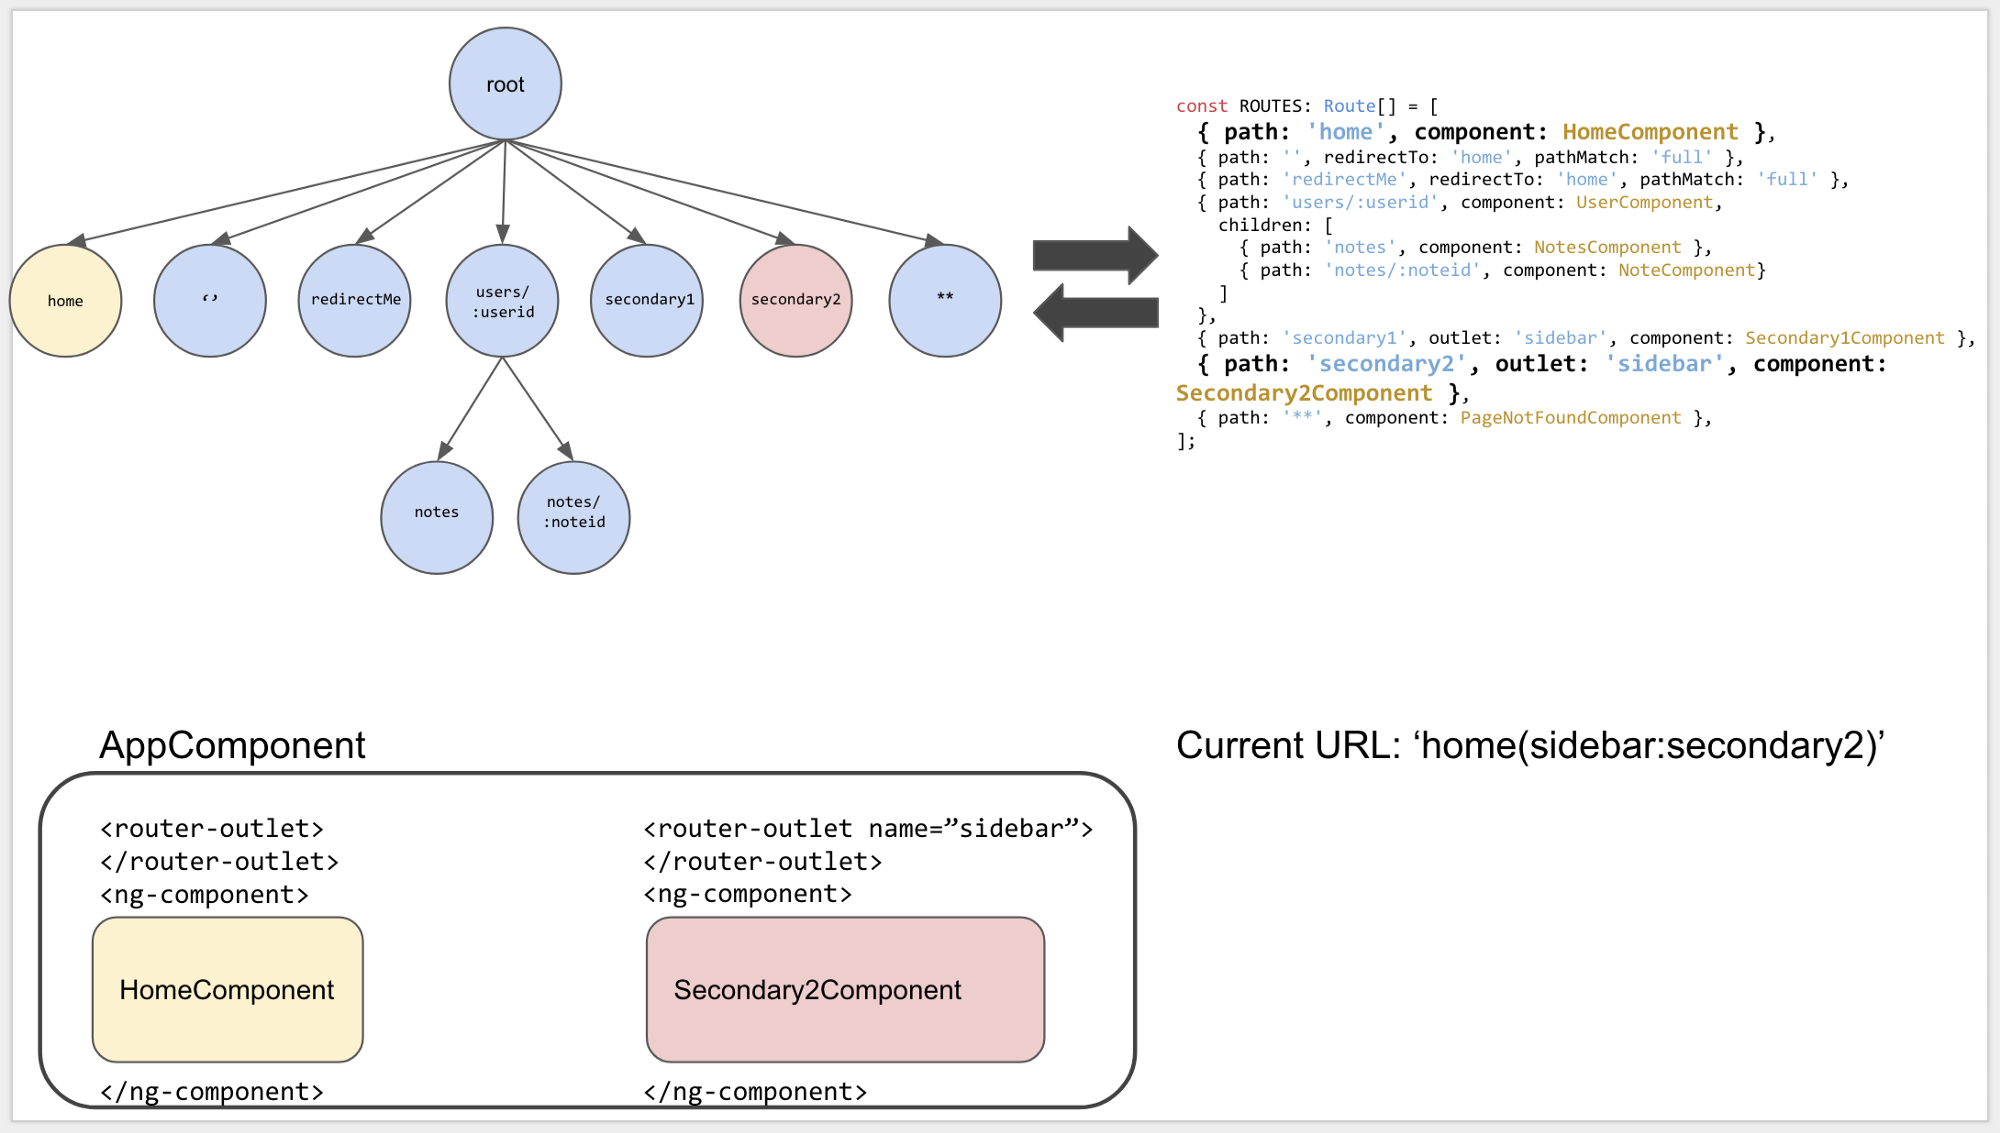 root
home
‘’
redirectMe
users/
:userid
secondary1
secondary2
**
notes
notes/
:noteid
const ROUTES: Route[] = [
{ path: 'home', component: HomeComponent },
{ path: '', redirectTo: 'home', pathMatch: 'full' },
{ path: 'redirectMe', redirectTo: 'home', pathMatch: 'full' },
{ path: 'users/:userid', component: UserComponent,
children: [
{ path: 'notes', component: NotesComponent },
{ path: 'notes/:noteid', component: NoteComponent}
]
},
{ path: 'secondary1', outlet: 'sidebar', component: Secondary1Component },
{ path: 'secondary2', outlet: 'sidebar', component:
Secondary2Component },
{ path: '**', component: PageNotFoundComponent },
];
AppComponent
<router-outlet>
</router-outlet>
<ng-component>
HomeComponent
</ng-component>
<router-outlet name=”sidebar”>
</router-outlet>
<ng-component>
Secondary2Component
</ng-component>
Current URL: ‘home(sidebar:secondary2)’